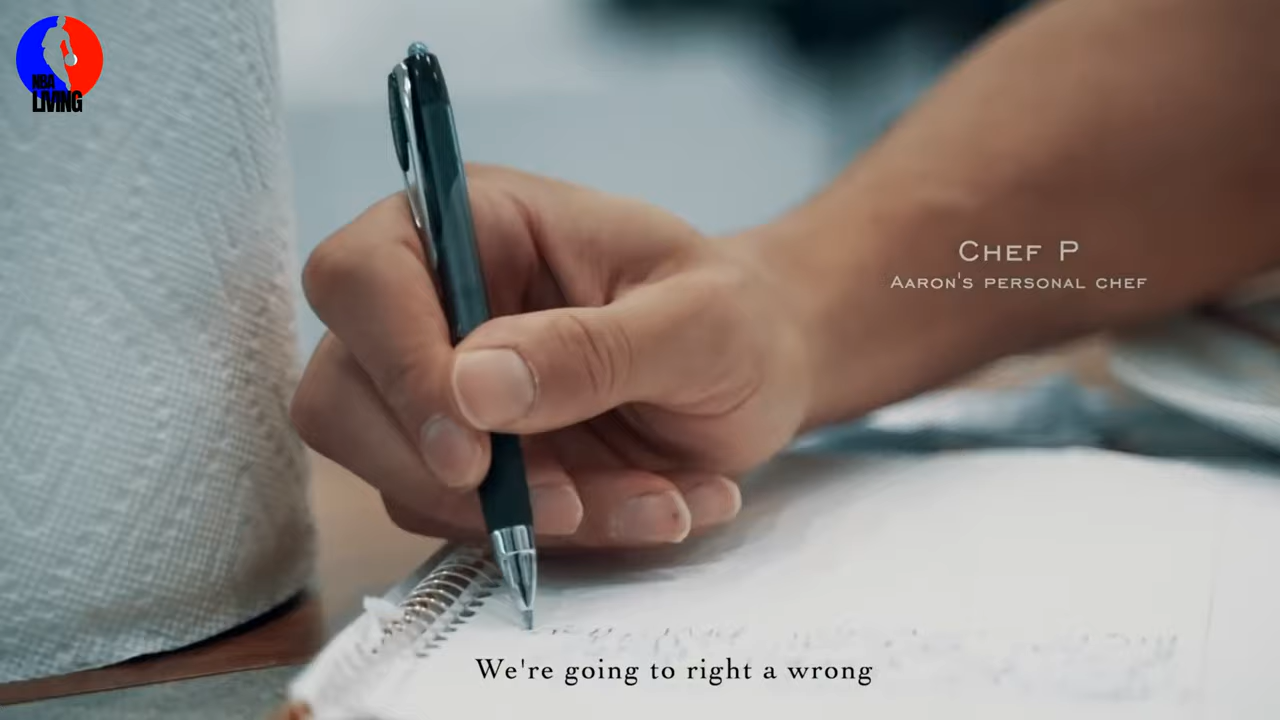 NBA
LIVING
Chef P
Aaron's personal chef
We're going to right a wrong